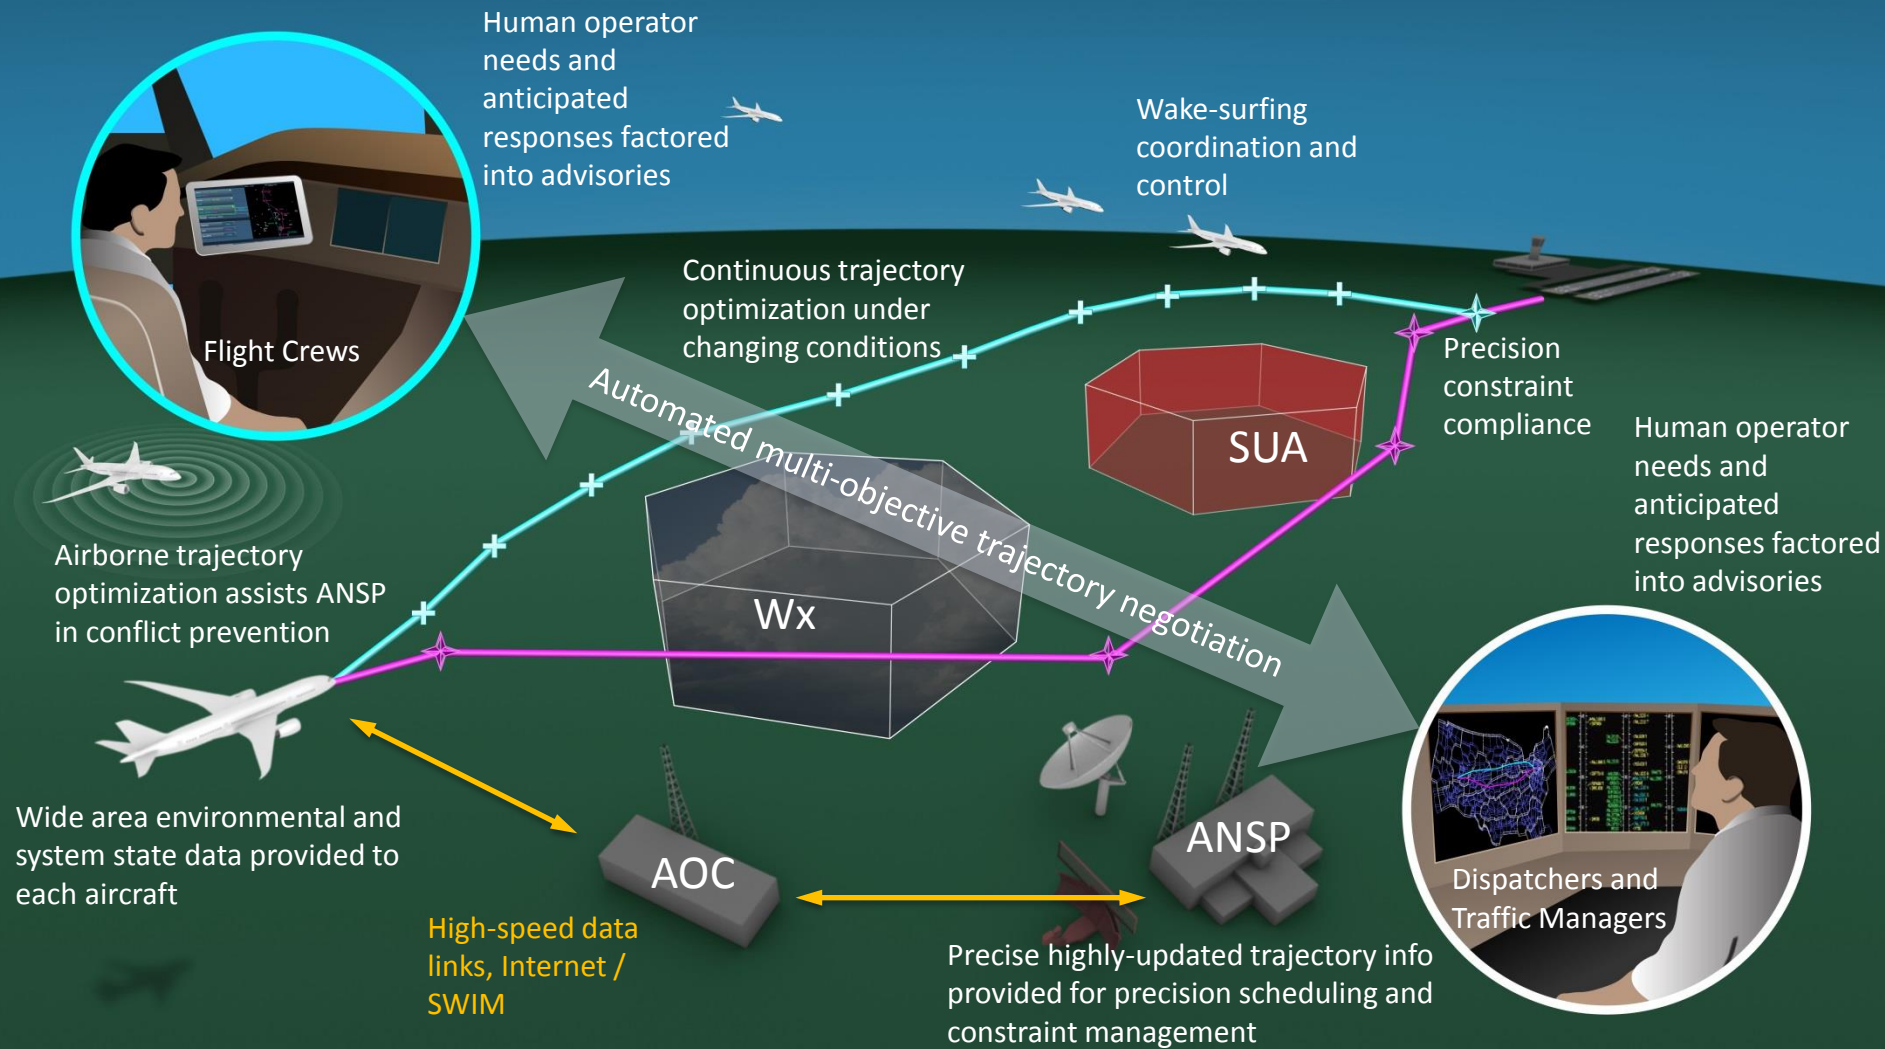 Human operator
needs and
anticipated
responses factored
into advisories
Wake-surfing
coordination and
control
Continuous trajectory
optimization under
changing conditions
Flight Crews
Automated multi-objective trajectory negotiation
Precision
constraint
compliance
SUA
Human operator
needs and
anticipated
responses factored
into advisories
Airborne trajectory
optimization assists ANSP
in conflict prevention
Wx
Wide area environmental and
system state data provided to
each aircraft
AOC
ANSP
Dispatchers and
Traffic Managers
High-speed data
links, Internet /
SWIM
Precise highly-updated trajectory info
provided for precision scheduling and
constraint management